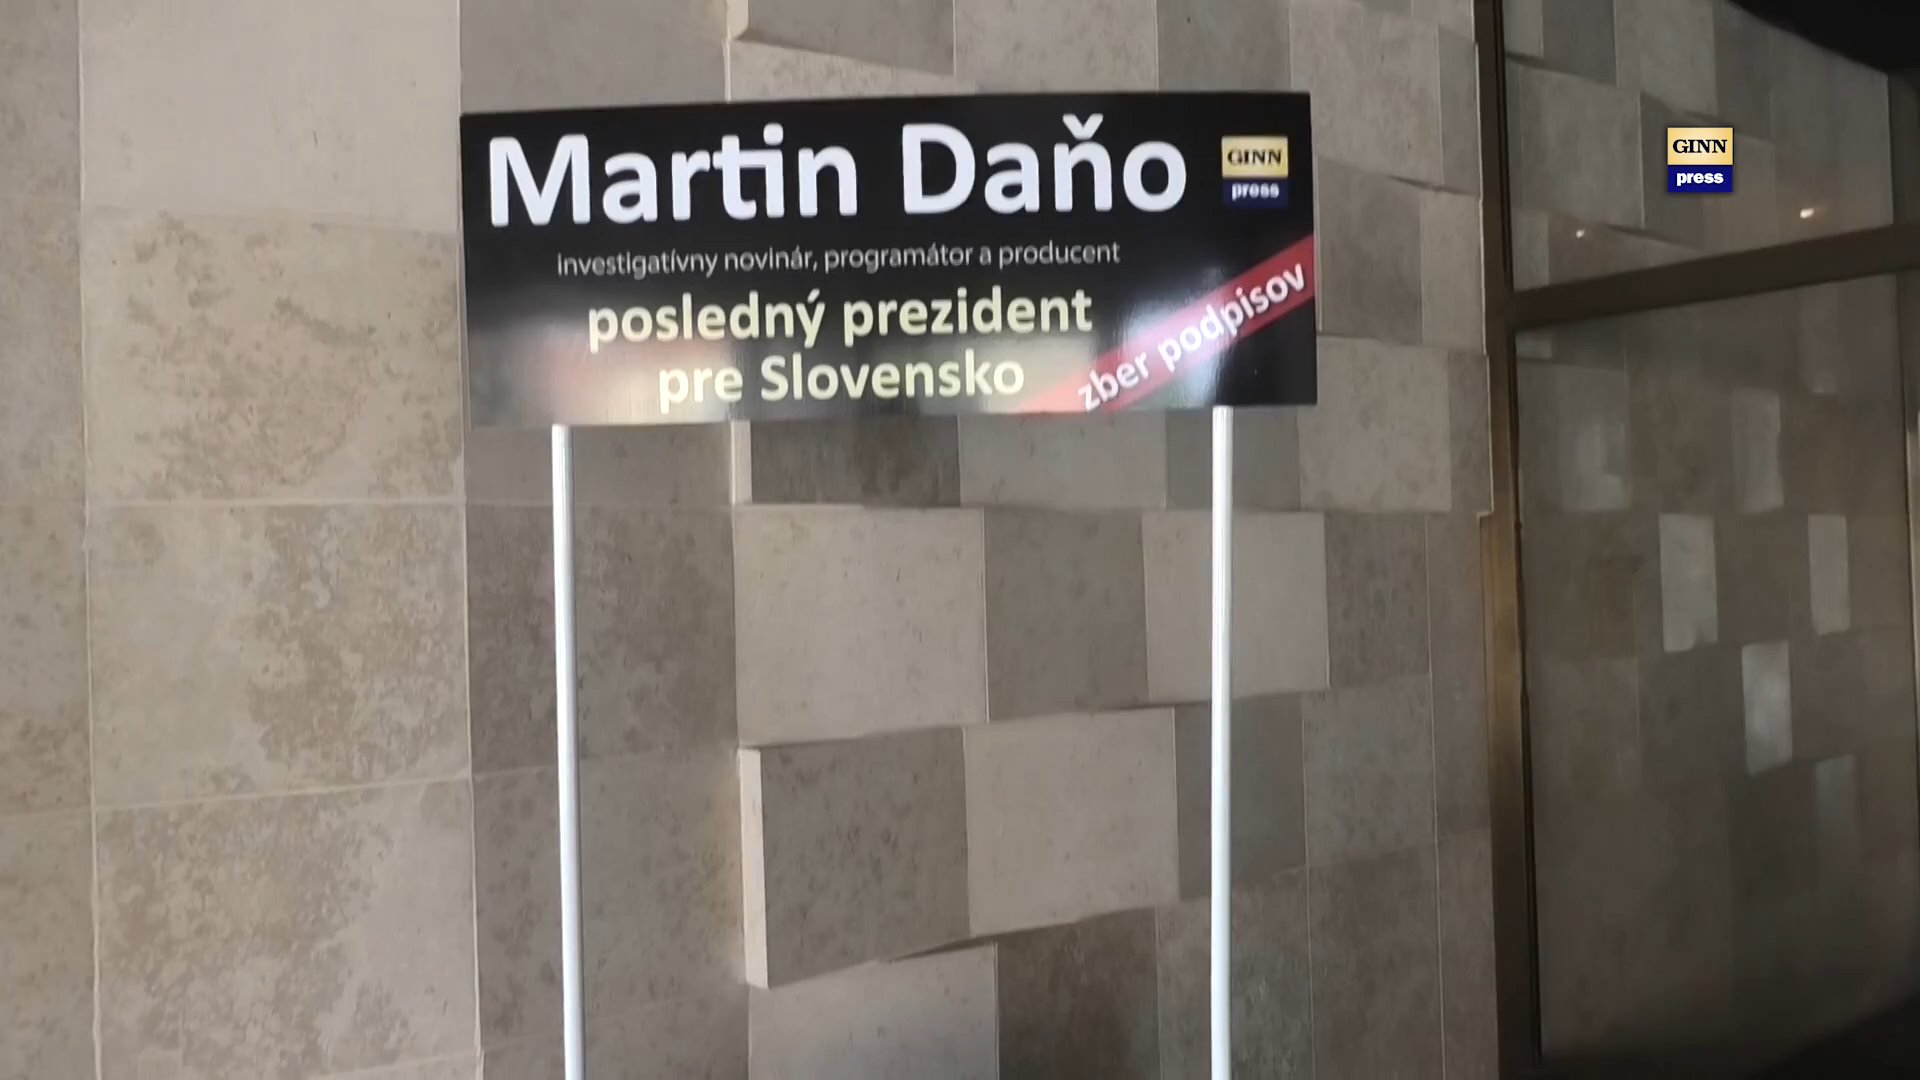 Martin Daňo
GINN
press
investigatívny novinár, programátor a producent
posledný prezident
pre Slovensko
zber podpisov
GINN
press